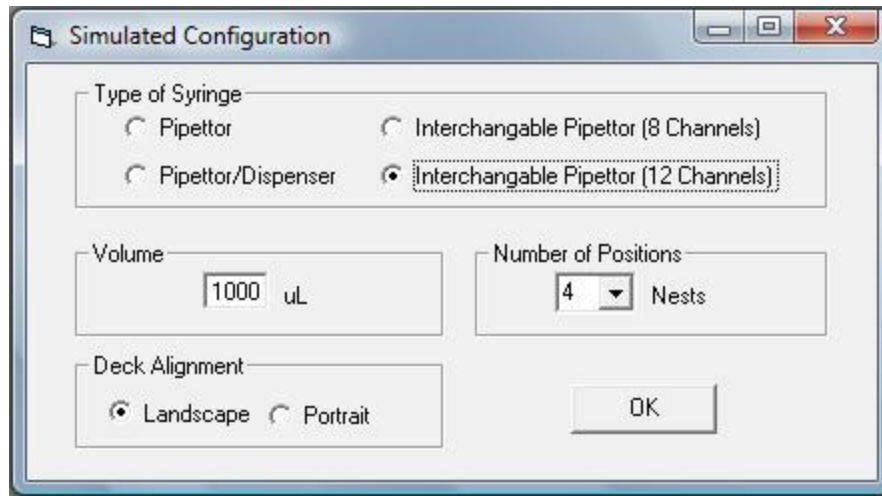 Simulated Configuration
Type of Syringe
Pipettor
Interchangable Pipettor (8 Channels)
Pipettor/Dispenser
Interchangable Pipettor (12 Channels)
Volume
1000 uL
Number of Positions
4 Nests
Deck Alignment
Landscape Portrait
OK